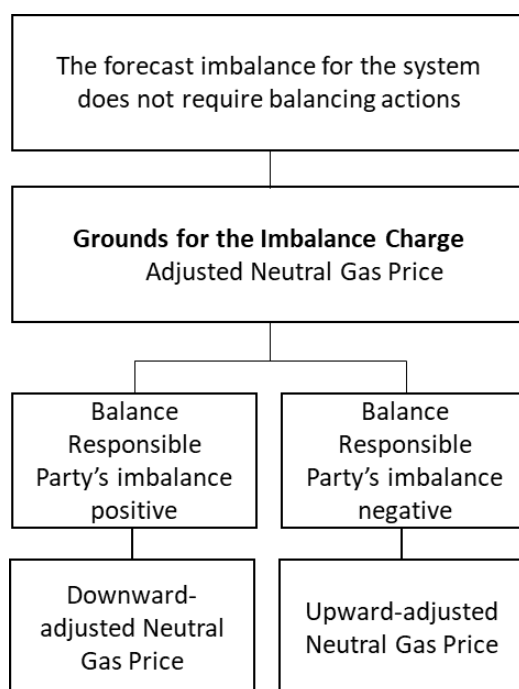 The forecast imbalance for the system
does not require balancing actions
Grounds for the Imbalance Charge
Adjusted Neutral Gas Price
Balance
Responsible
Party’s imbalance
positive
Balance
Responsible
Party’s imbalance
negative
Downward-
adjusted Neutral
Gas Price
Upward-adjusted
Neutral Gas Price